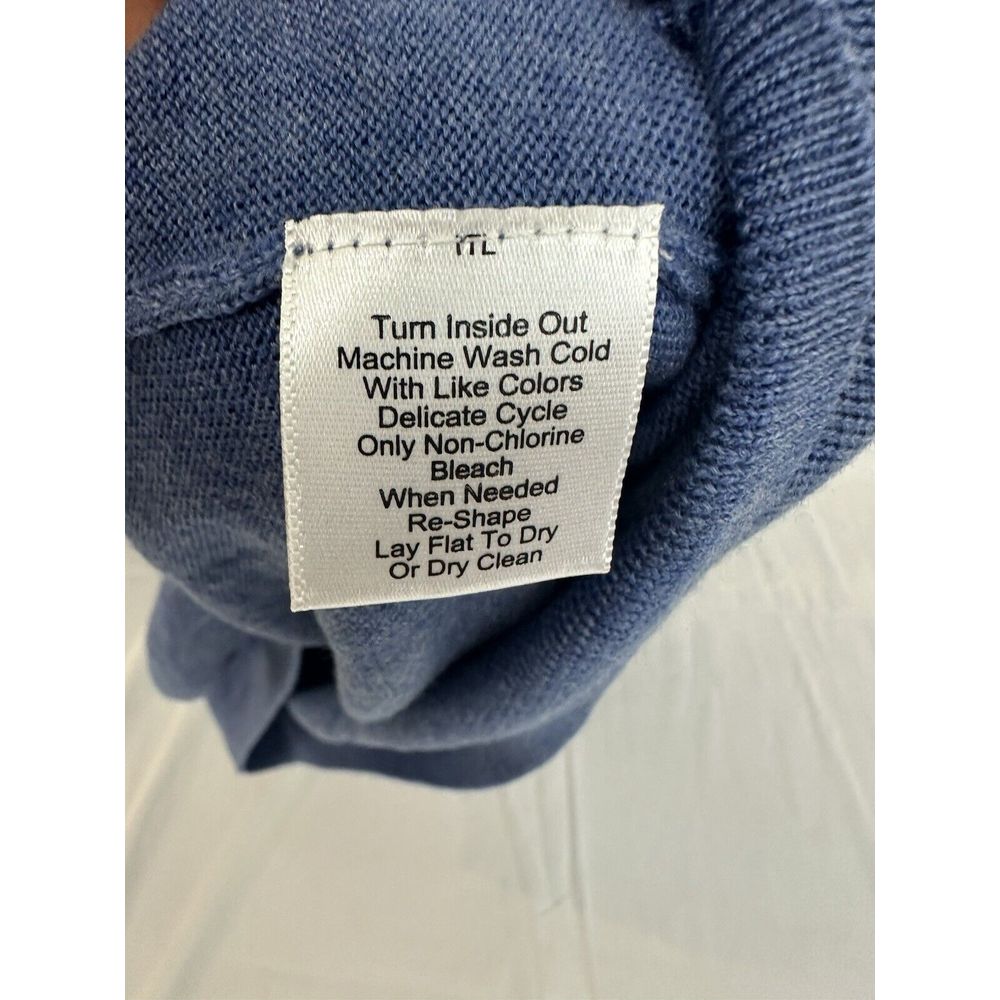 ITL
Turn Inside Out
Machine Wash Cold
With Like Colors
Delicate Cycle
Only Non-Chlorine
Bleach
When Needed
Re-Shape
Lay Flat To Dry
Or Dry Clean